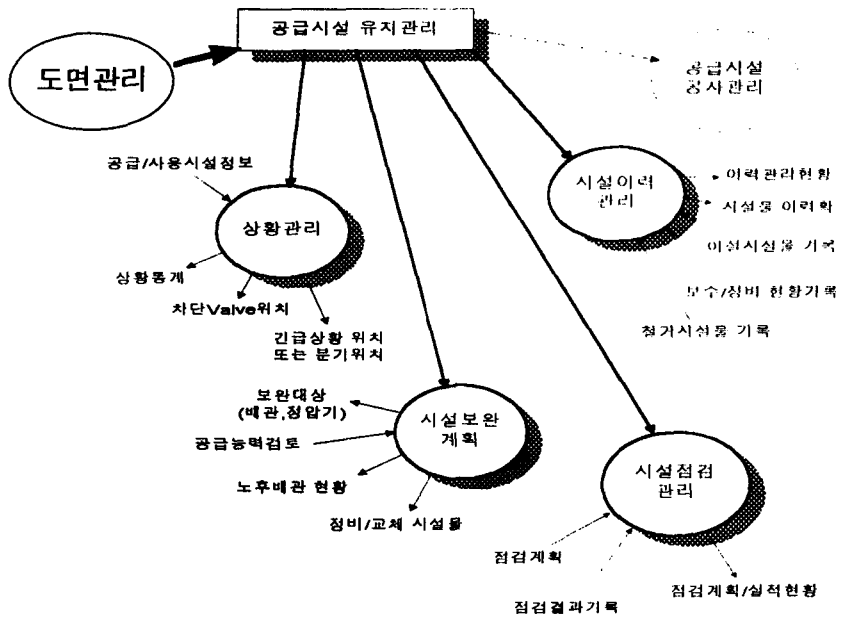 공급시설 유지관리
도면관리
공급시설
공사관리
공급/사용시설정보
시설이력
관리
이력관리현황
시설물 이력확
상황관리
이설시설물 기록
상황통계
차단Valve위치
보수/정비 현황기록
긴급상황 위치
또는 분기위치
철거시설물 기록
보완대상
(배관,정압기)
시설보완
계획
공급능력검토
노후배관 현황
시설점검
관리
정비/교체 시설물
점검계획
점검계획/실적현황
점검결과기록